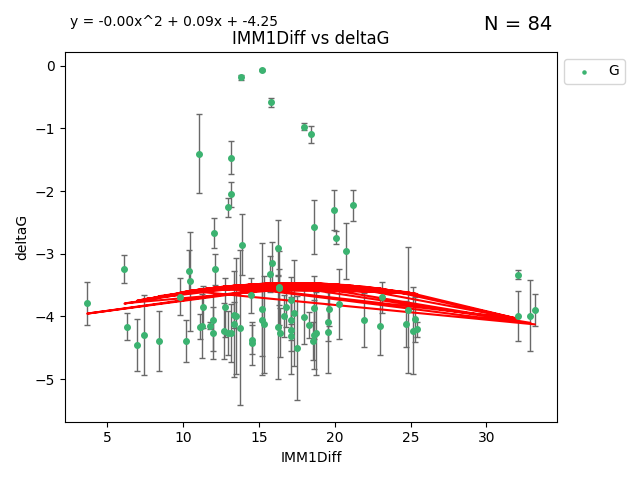 y = -0.00x^2 + 0.09x + -4.25
N = 84
IMM1Diff vs deltaG
G
deltaG
0
−1
−2
−3
−4
−5
5 10 15 20 25 30
IMM1Diff